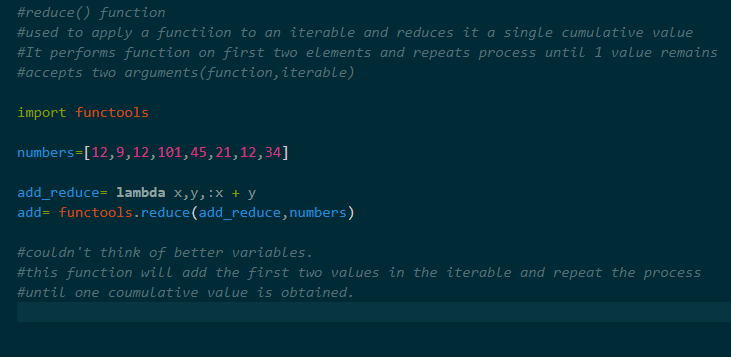 #reduce() function
#used to apply a functiion to an iterable and reduces it a single cumulative value
#It performs function on first two elements and repeats process until 1 value remains
#accepts two arguments(function,iterable)
import functools
numbers=[12,9,12,101,45,21,12,34]
add_reduce= lambda x,y,:x + y
add= functools.reduce(add_reduce,numbers)
#couldn't think of better variables.
#this function will add the first two values in the iterable and repeat the process
#until one coumulative value is obtained.